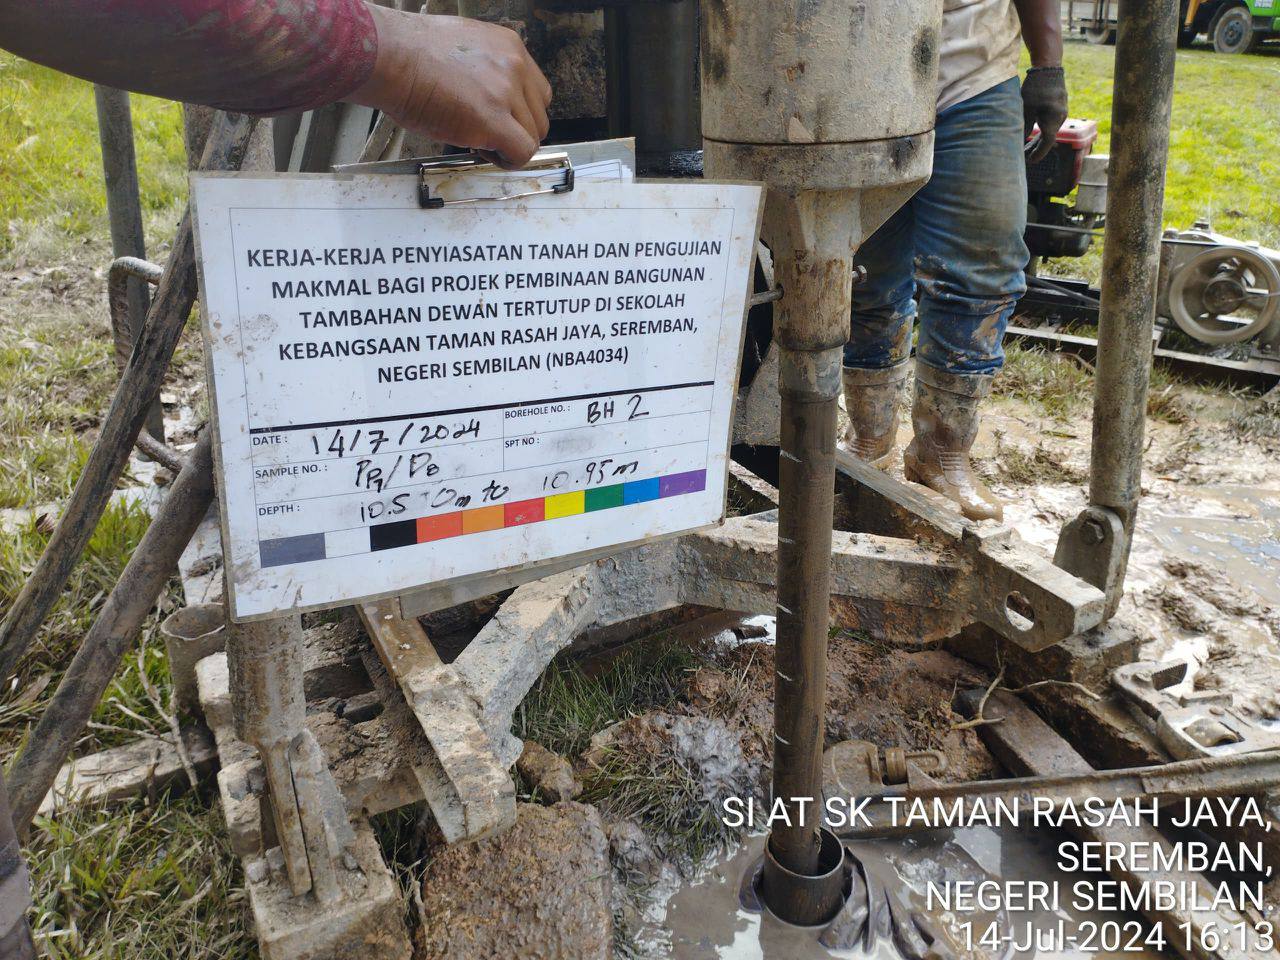 KERJA-KERJA PENYIASATAN TANAH DAN PENGUJIAN
MAKMAL BAGI PROJEK PEMBINAAN BANGUNAN
TAMBAHAN DEWAN TERTUTUP DI SEKOLAH
KEBANGSAAN TAMAN RASAH JAYA, SEREMBAN,
NEGERI SEMBILAN (NBA4034)
DATE : 14/7/2024 BOREHOLE NO. : BH 2
SAMPLE NO. : SPT NO :
DEPTH : 10.50m to 10.95m
SI AT SK TAMAN RASAH JAYA,
SEREMBAN,
NEGERI SEMBILAN.
14-Jul-2024 16:13